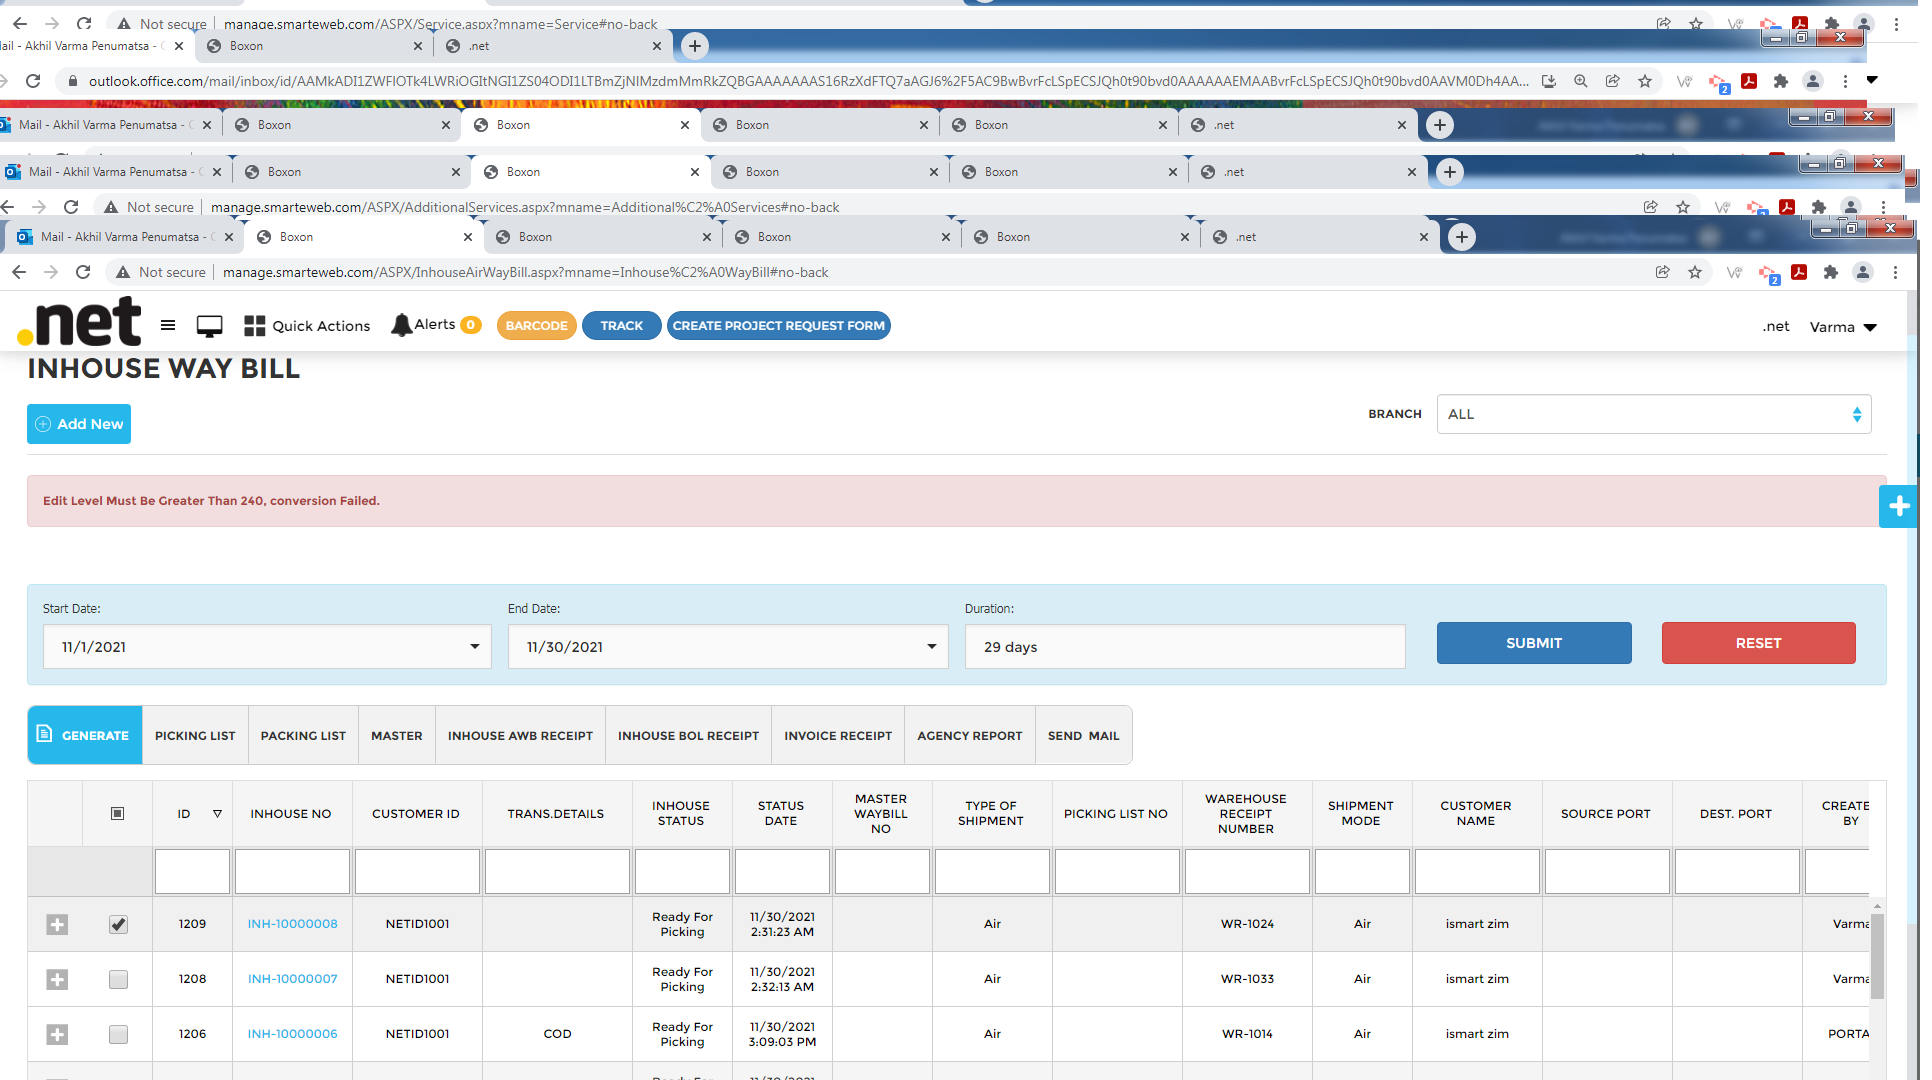 Not secure manage.smarteweb.com/ASPX/Service.aspx?mname=Service#no-back
ail - Akhil Varma Penumatsa - Boxon .net
outlook.office.com/mail/inbox/id/AAMkADI1ZWFlOTk4LWRiOGItNGI1ZS04ODI1LTBmZjNlMzdmMmRkZQBGAAAAAAAS16RzXdFTQ7aAGJ6%2F5AC9BwBvrFcLSpECSJQh0t90bvd0AAAAAAEMAABvrFcLSpECSJQh0t90bvd0AAVM0Dh4AA... 2
Mail - Akhil Varma Penumatsa - Boxon Boxon Boxon Boxon .net
Mail - Akhil Varma Penumatsa - Boxon Boxon Boxon Boxon .net
Not secure manage.smarteweb.com/ASPX/AdditionalServices.aspx?mname=Additional%C2%A0Services#no-back
Mail - Akhil Varma Penumatsa - Boxon Boxon Boxon Boxon .net
Not secure manage.smarteweb.com/ASPX/InhouseAirWayBill.aspx?mname=Inhouse%C2%A0WayBill#no-back 2
.net Quick Actions Alerts 0 BARCODE TRACK CREATE PROJECT REQUEST FORM .net Varma
INHOUSE WAY BILL
Add New BRANCH ALL
Edit Level Must Be Greater Than 240, conversion Failed.
Start Date: End Date: Duration:
11/1/2021 11/30/2021 29 days SUBMIT RESET
GENERATE PICKING LIST PACKING LIST MASTER INHOUSE AWB RECEIPT INHOUSE BOL RECEIPT INVOICE RECEIPT AGENCY REPORT SEND MAIL
ID INHOUSE NO CUSTOMER ID TRANS.DETAILS INHOUSE STATUS STATUS DATE MASTER WAYBILL NO TYPE OF SHIPMENT PICKING LIST NO WAREHOUSE RECEIPT NUMBER SHIPMENT MODE CUSTOMER NAME SOURCE PORT DEST. PORT CREATE BY
1209 INH-10000008 NETID1001 Ready For Picking 11/30/2021 2:31:23 AM Air WR-1024 Air ismart zim Varma
1208 INH-10000007 NETID1001 Ready For Picking 11/30/2021 2:32:13 AM Air WR-1033 Air ismart zim Varma
1206 INH-10000006 NETID1001 COD Ready For Picking 11/30/2021 3:09:03 PM Air WR-1014 Air ismart zim PORTA